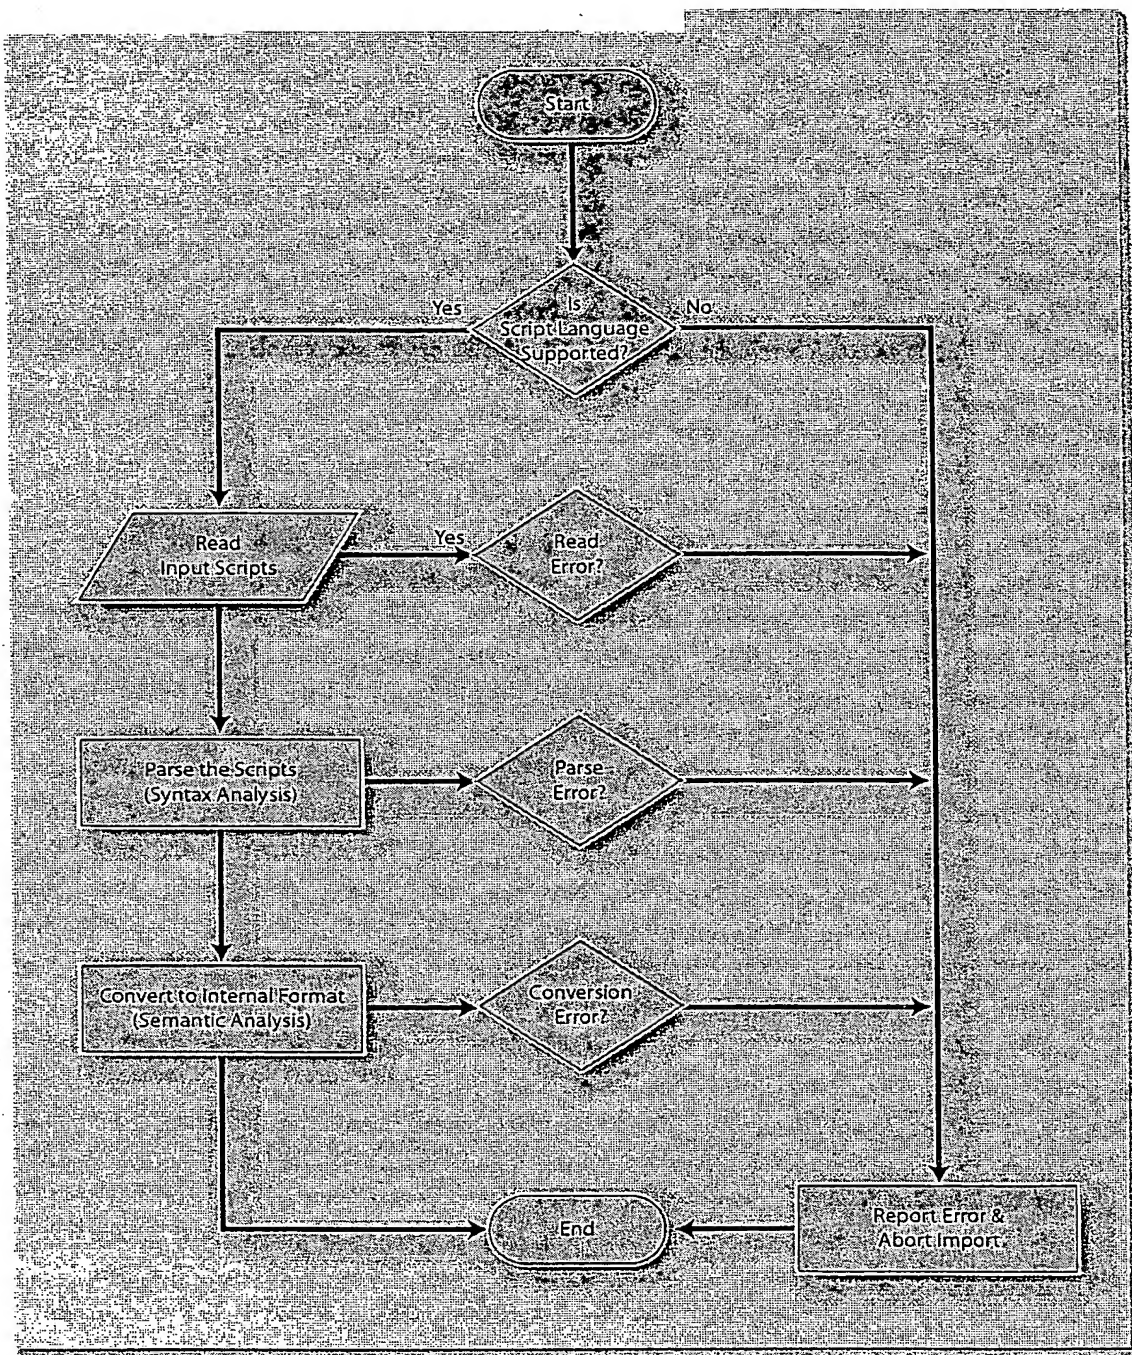 Start
Yes
Is
No
Script Language
Supported?
Read
Input Scripts
Yes
Read
Error?
Parse the Scripts
(Syntax Analysis)
Parse
Error?
Convert to Internal Format
(Semantic Analysis)
Conversion
Error?
End
Report Error &
Abort Import